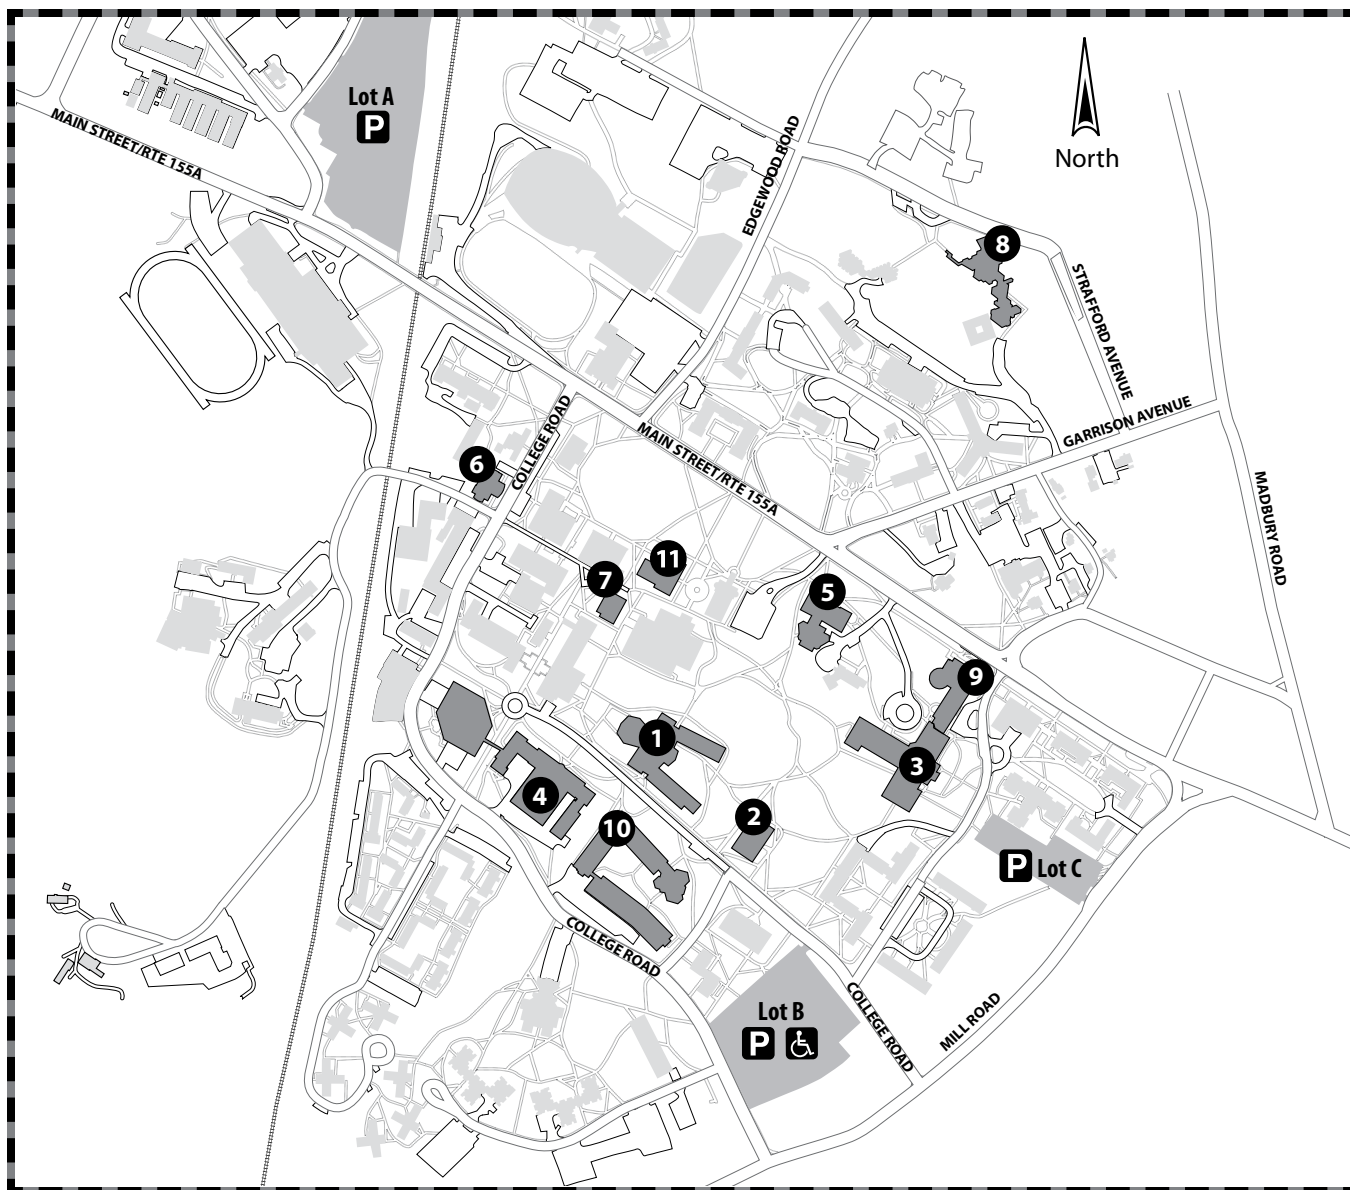 Lot A
P
MAIN STREET/RTE 155A
EDGEWOOD ROAD
North
8
STRAFFORD AVENUE
GARRISON AVENUE
MADBURY ROAD
COLLEGE ROAD
MAIN STREET/RTE 155A
6
11
7
5
9
1
3
4
2
10
P Lot C
COLLEGE ROAD
Lot B
P
COLLEGE ROAD
MILL ROAD